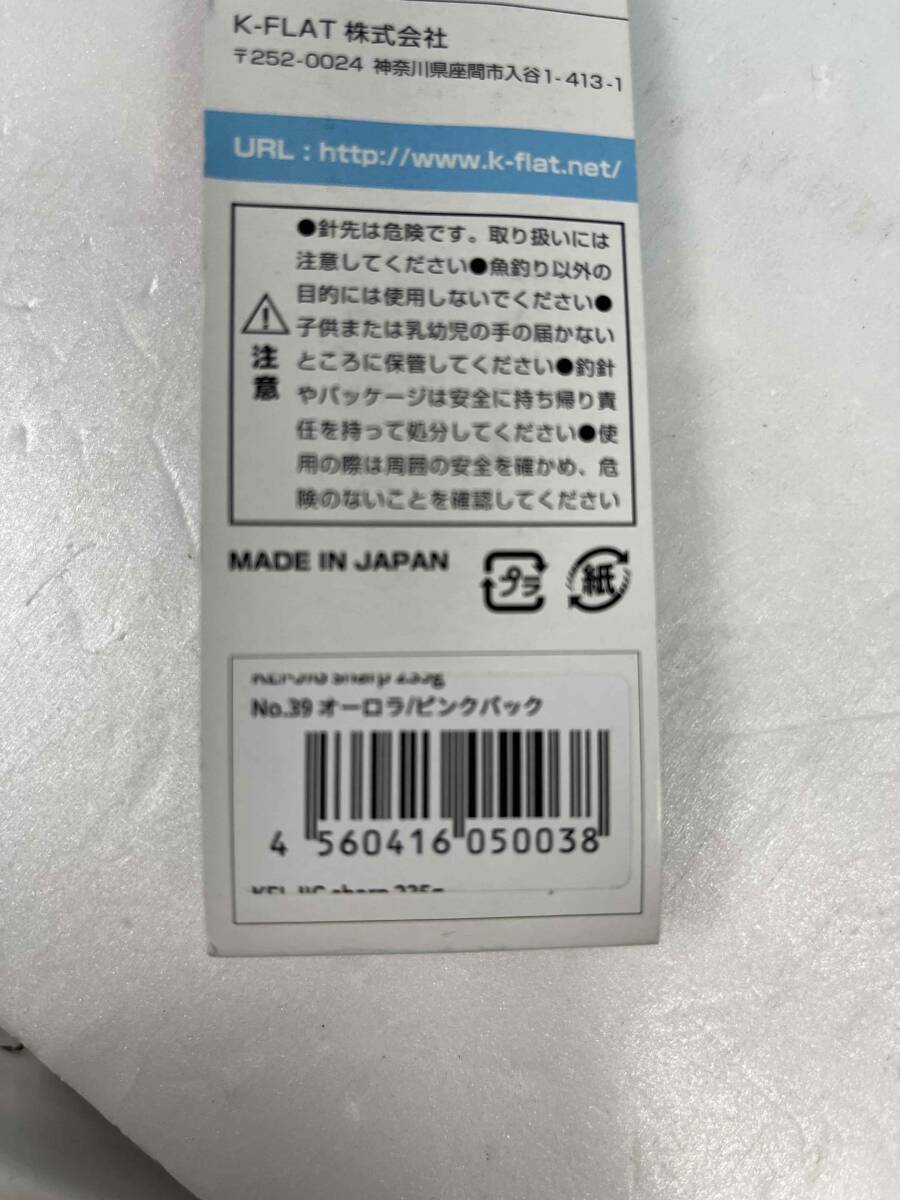 K-FLAT 株式会社
〒252-0024 神奈川県座間市入谷1-413-1
URL : http://www.k-flat.net/
●針先は危険です。取り扱いには
注意してください●魚釣り以外の
目的には使用しないでください●
子供または乳幼児の手の届かない
ところに保管してください●釣針
やパッケージは安全に持ち帰り責
任を持って処分してください●使
用の際は周囲の安全を確かめ、危
険のないことを確認してください
注意
MADE IN JAPAN
プラ
紙
No.39 オーロラ/ピンクバック
4 560416 050038